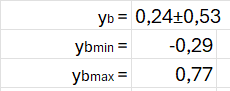 yb = 0,24±0,53
ybmin = -0,29
ybmax = 0,77